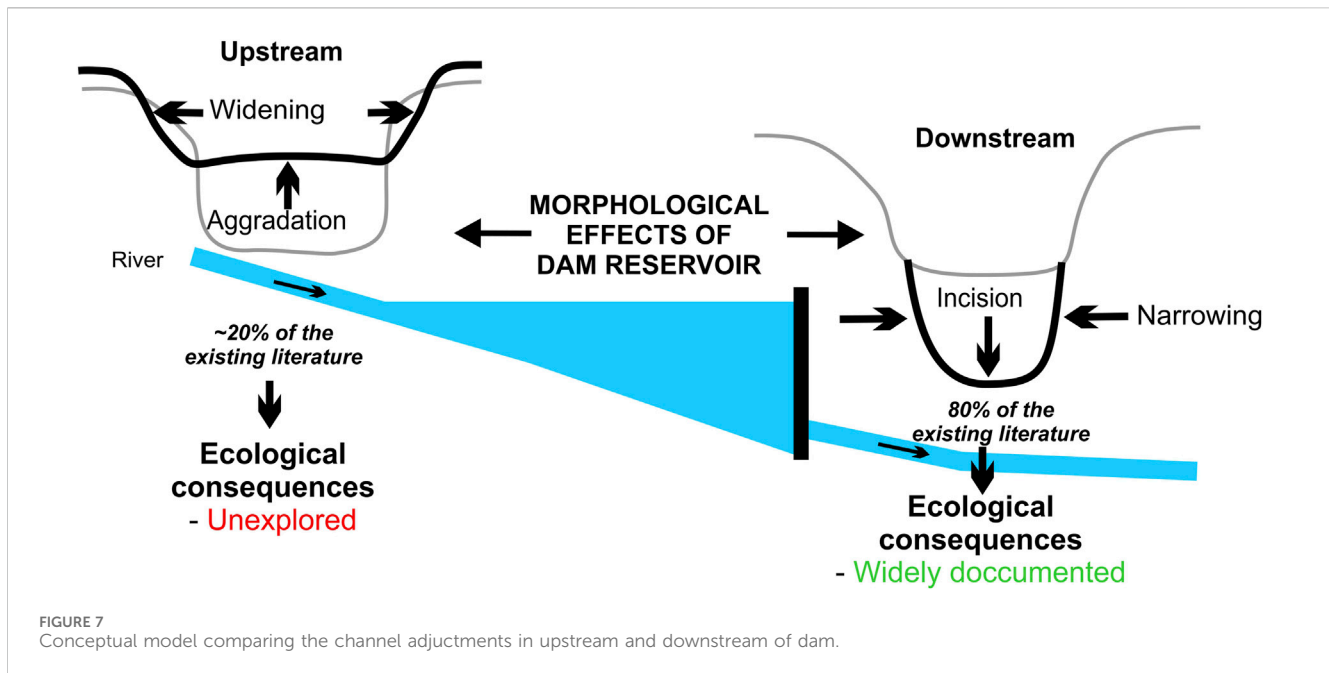 Upstream
Widening
Aggradation
River
~20% of the
existing literature
Ecological
consequences
- Unexplored
MORPHOLOGICAL
EFFECTS OF
DAM RESERVOIR
Downstream
Incision
Narrowing
80% of the
existing literature
Ecological
consequences
- Widely doccumented
FIGURE 7
Conceptual model comparing the channel adjuctments in upstream and downstream of dam.